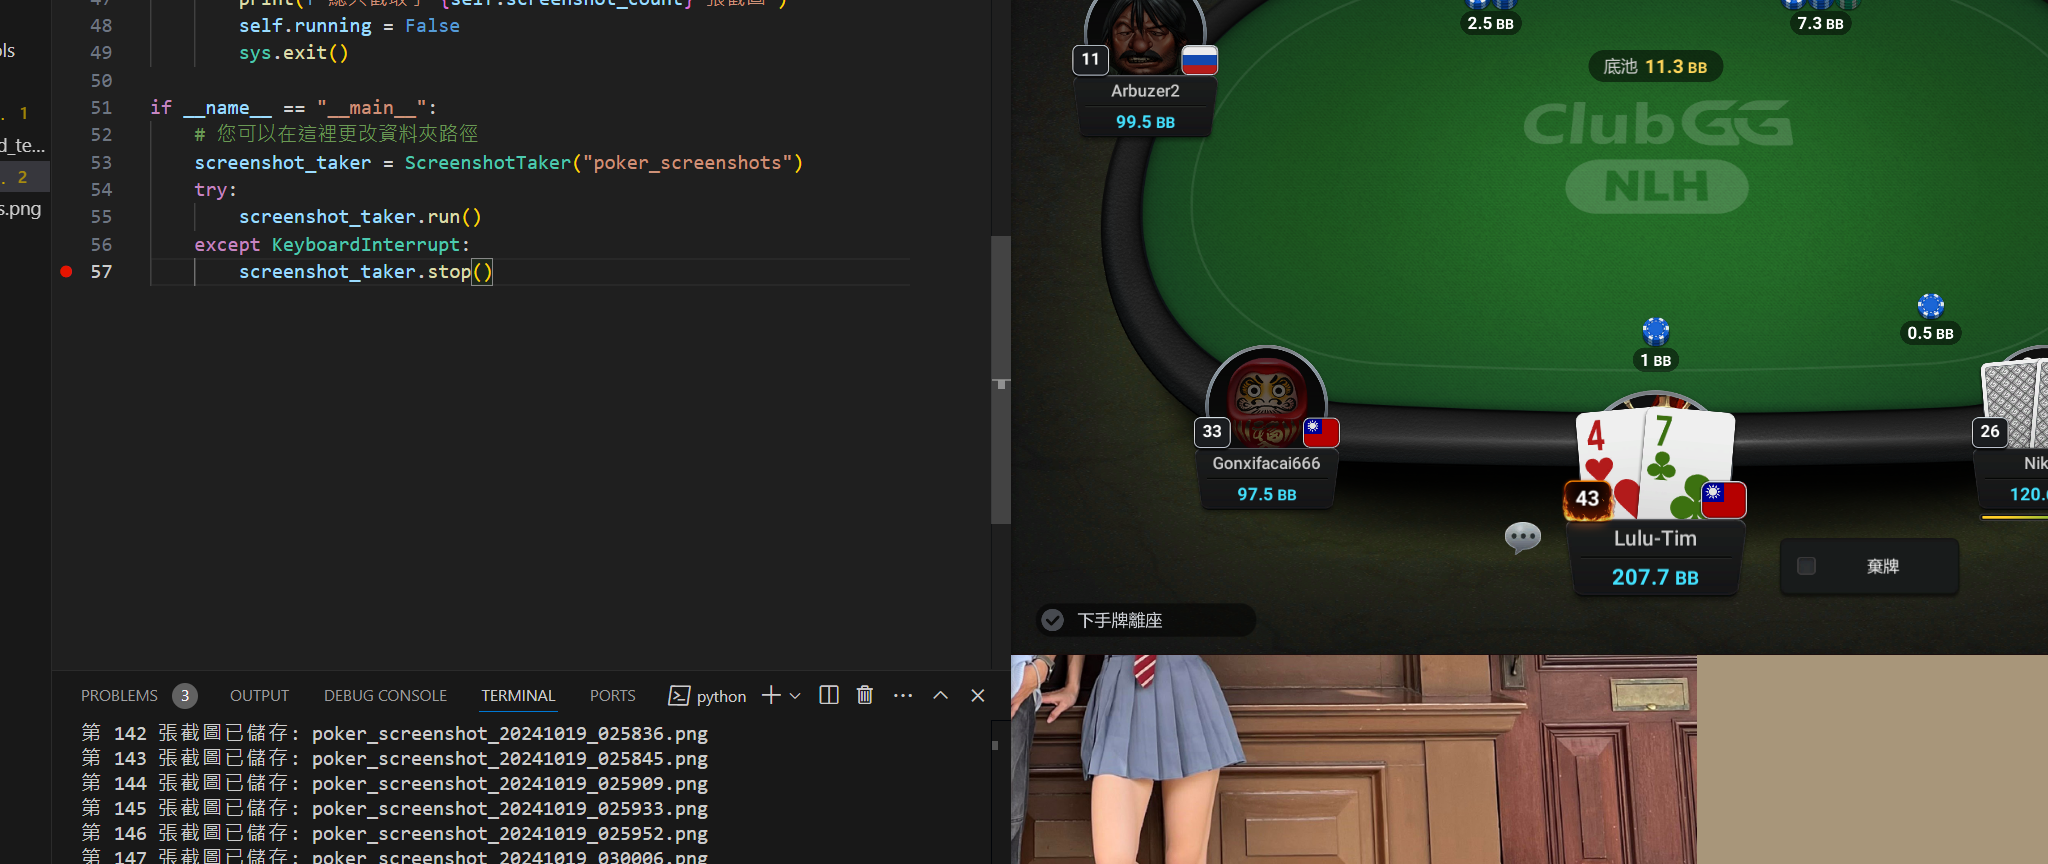 ols
1
d_te...
2
s.png
47 print(f"總共截取了 {self.screenshot_count} 張截圖")
48 self.running = False
49 sys.exit()
50
51 if __name__ == "__main__":
52 # 您可以在這裡更改資料夾路徑
53 screenshot_taker = ScreenshotTaker("poker_screenshots")
54 try:
55 screenshot_taker.run()
56 except KeyboardInterrupt:
57 screenshot_taker.stop()
PROBLEMS 3 OUTPUT DEBUG CONSOLE TERMINAL PORTS python
第 142 張截圖已儲存: poker_screenshot_20241019_025836.png
第 143 張截圖已儲存: poker_screenshot_20241019_025845.png
第 144 張截圖已儲存: poker_screenshot_20241019_025909.png
第 145 張截圖已儲存: poker_screenshot_20241019_025933.png
第 146 張截圖已儲存: poker_screenshot_20241019_025952.png
第 147 張截圖已儲存: poker_screenshot_20241019_030006.png
2.5 BB
7.3 BB
底池 11.3 BB
ClubGG
NLH
11
Arbuzer2
99.5 BB
0.5 BB
1 BB
33
Gonxifacai666
97.5 BB
4 7
43
Lulu-Tim
207.7 BB
26
Nik
120.
棄牌
下手牌離座